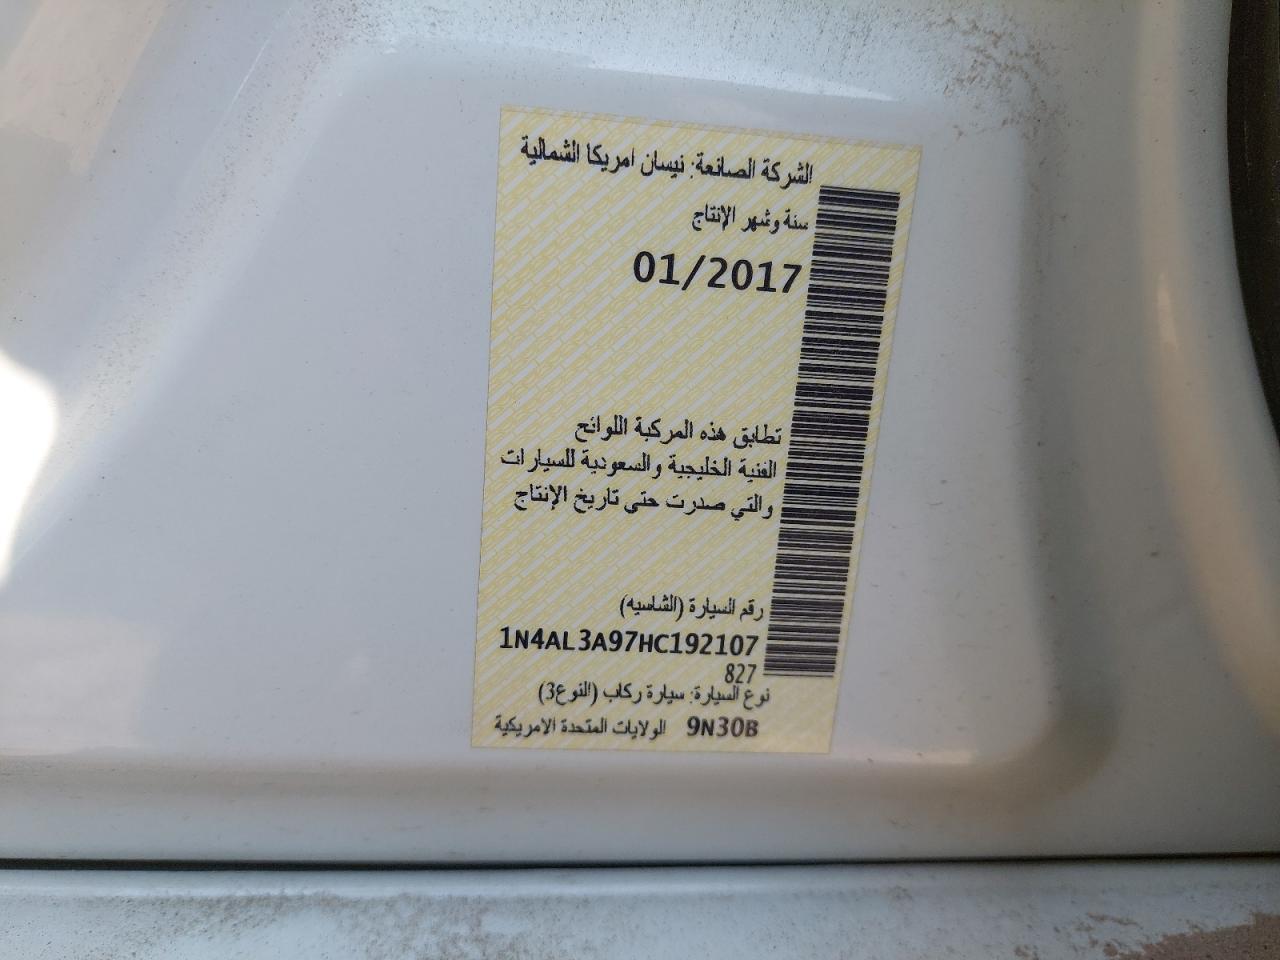 الشركة الصانعة: نيسان امريكا الشمالية
سنة وشهر الإنتاج
01/2017
تطابق هذه المركبة اللوائح
الفنية الخليجية والسعودية للسيارات
والتي صدرت حتى تاريخ الإنتاج
رقم السيارة (الشاسيه)
1N4AL3A97HC192107
827
نوع السيارة: سيارة ركاب (النوع3)
9N30B الولايات المتحدة الامريكية